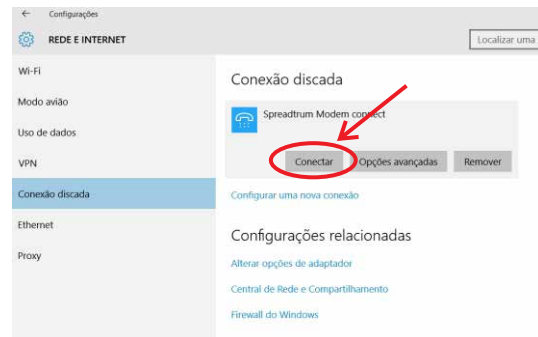 ← Configurações
REDE E INTERNET
Localizar uma
Wi-Fi
Modo avião
Uso de dados
VPN
Conexão discada
Ethernet
Proxy
Conexão discada
Spreadtrum Modem connect
Conectar Opções avançadas Remover
Configurar uma nova conexão
Configurações relacionadas
Alterar opções de adaptador
Central de Rede e Compartilhamento
Firewall do Windows